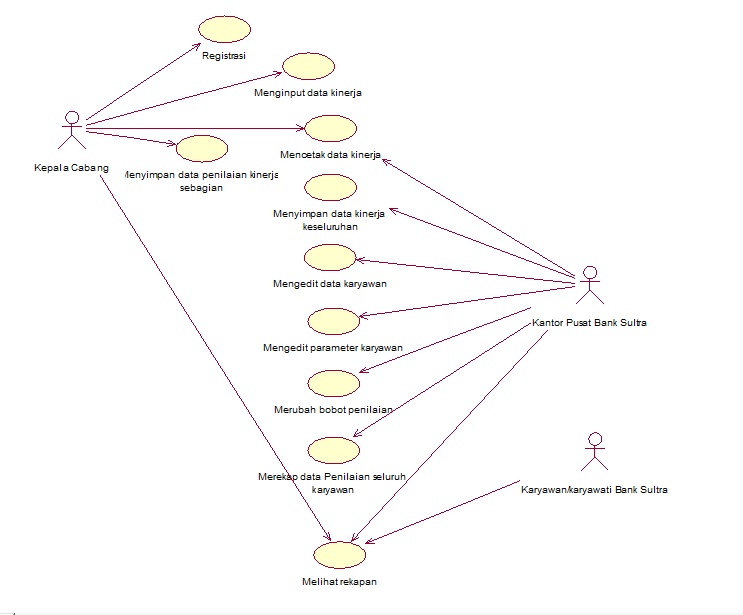 Registrasi
Menginput data kinerja
Mencetak data kinerja
Kepala Cabang
Menyimpan data penilaian kinerja
sebagian
Menyimpan data kinerja
keseluruhan
Mengedit data karyawan
Kantor Pusat Bank Sultra
Mengedit parameter karyawan
Merubah bobot penilaian
Merekap data Penilaian seluruh
karyawan
Karyawan/karyawati Bank Sultra
Melihat rekapan